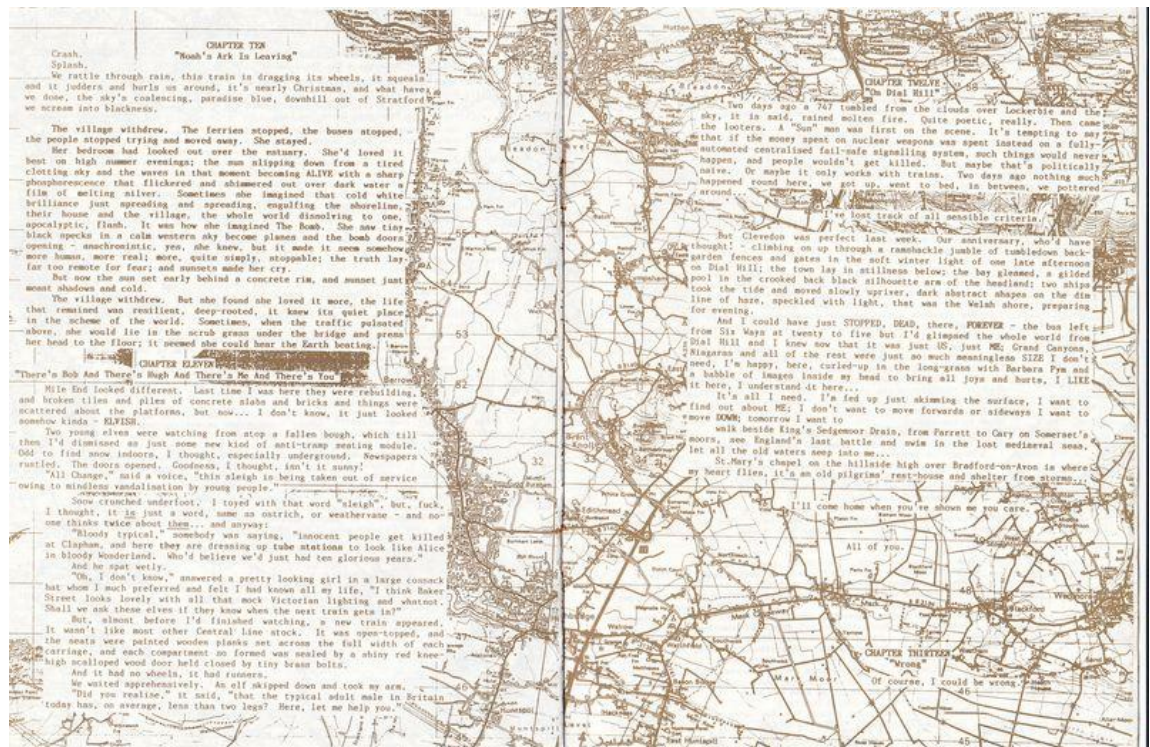 CHAPTER TEN
"Noah's Ark Is Leaving"
Crash.
Splash.
We rattle through rain, this train is dragging its wheels, it squeals
and it judders and hurls us around, it's nearly Christmas, and what have
we done, the sky's coalescing, paradise blue, downhill out of Stratford
we scream into blackness.
The village withdrew. The ferries stopped, the buses stopped,
the people stopped trying and moved away. She stayed.
Her bedroom had looked out over the estuary. She'd loved it
best on high summer evenings; the sun slipping down from a tired
clotting sky and the waves in that moment becoming ALIVE with a sharp
phosphorescence that flickered and shimmered out over dark water a
film of melting silver. Sometimes she imagined that cold white
brilliance just spreading and spreading, engulfing the shoreline,
their house and the village, the whole world dissolving to one,
apocalyptic, flash. It was how she imagined The Bomb. She saw tiny
black specks in a calm western sky become planes and the bomb doors
opening - anachronistic, yes, she knew, but it made it seem somehow
more human, more real; more, quite simply, stoppable; the truth lay
far too remote for fear; and sunsets made her cry.
But now the sun set early behind a concrete rim, and sunset just
meant shadows and cold.
The village withdrew. But she found she loved it more, the life
that remained was resilient, deep-rooted, it knew its quiet place
in the scheme of the world. Sometimes, when the traffic pulsated
above, she would lie in the scrub grass under the bridge and press
her head to the floor; it seemed she could hear the Earth beating.
CHAPTER ELEVEN
"There's Bob And There's Hugh And There's Me And There's You"
Mile End looked different. Last time I was here they were rebuilding,
and broken tiles and piles of concrete slabs and bricks and things were
scattered about the platforms, but now... I don't know, it just looked
somehow kinda - ELVISH.
Two young elves were watching from atop a fallen bough, which till
then I'd dismissed as just some new kind of anti-tramp seating module.
Odd to find snow indoors, I thought, especially underground. Newspapers
rustled. The doors opened. Goodness, I thought, isn't it sunny!
"All Change," said a voice, "this sleigh is being taken out of service
owing to mindless vandalisation by young people."
Snow crunched underfoot. I toyed with that word "sleigh", but, fuck,
I thought, it is just a word, same as ostrich, or weathervane - and no-
one thinks twice about them... and anyway:
"Bloody typical," somebody was saying, "innocent people get killed
at Clapham, and here they are dressing up tube stations to look like Alice
in bloody Wonderland. Who'd believe we'd just had ten glorious years."
And he spat wetly.
"Oh, I don't know," answered a pretty looking girl in a large cossack
hat whom I much preferred and felt I had known all my life, "I think Baker
Street looks lovely with all that mock Victorian lighting and whatnot.
Shall we ask these elves if they know when the next train gets in?"
But, almost before I'd finished watching, a new train appeared.
It wasn't like most other Central Line stock. It was open-topped, and
the seats were painted wooden planks set across the full width of each
carriage, and each compartment so formed was sealed by a shiny red knee-
high scalloped wood door held closed by tiny brass bolts.
And it had no wheels, it had runners.
We waited apprehensively. An elf skipped down and took my arm.
"Did you realise," it said, "that the typical adult male in Britain
today has, on average, less than two legs? Here, let me help you."
CHAPTER TWELVE
"On Dial Hill"
Two days ago a 747 tumbled from the clouds over Lockerbie and the
sky, it is said, rained molten fire. Quite poetic, really. Then came
the looters. A "Sun" man was first on the scene. It's tempting to say
that if the money spent on nuclear weapons was spent instead on a fully-
automated centralised fail-safe signalling system, such things would never
happen, and people wouldn't get killed. But maybe that's politically
naive. Or maybe it only works with trains. Two days ago nothing much
happened round here, we got up, went to bed, in between, we pottered
around.
I've lost track of all sensible criteria.
But Clevedon was perfect last week. Our anniversary, who'd have
thought! - climbing on up through a ramshackle jumble of tumbledown back-
garden fences and gates in the soft winter light of one late afternoon
on Dial Hill; the town lay in stillness below; the bay gleamed, a gilded
pool in the crooked back black silhouette arm of the headland; two ships
took the tide and moved slowly upriver, dark abstract shapes on the dim
line of haze, speckled with light, that was the Welsh shore, preparing
for evening.
And I could have just STOPPED, DEAD, there, FOREVER - the bus left
from Six Ways at twenty to five but I'd glimpsed the whole world from
Dial Hill and I knew now that it was just US, just ME; Grand Canyons,
Niagaras and all of the rest were just so much meaningless SIZE I don't
need, I'm happy, here, curled-up in the long-grass with Barbara Pym and
a babble of images inside my head to bring all joys and hurts, I LIKE
it here, I understand it here...
It's all I need. I'm fed up just skimming the surface, I want to
find out about ME; I don't want to move forwards or sideways I want to
move DOWN; tomorrow I want to
walk beside King's Sedgemoor Drain, from Parrett to Cary on Somerset's
moors, see England's last battle and swim in the lost mediaeval seas,
let all the old waters seep into me...
St.Mary's chapel on the hillside high over Bradford-on-Avon is where
my heart flies, it's an old pilgrims' rest-house and shelter from storms...
I'll come home when you've shown me you care.
All of you.
CHAPTER THIRTEEN
"Wrong"
Of course, I could be wrong.
Hutton
Bleadon
Berrow
Brent Knoll
Edithmead
Blackford
Wedmore
Mark
Mark Moor
Watchfield
Huntspill
East Huntspill
59
58
53
52
32
48
46
45